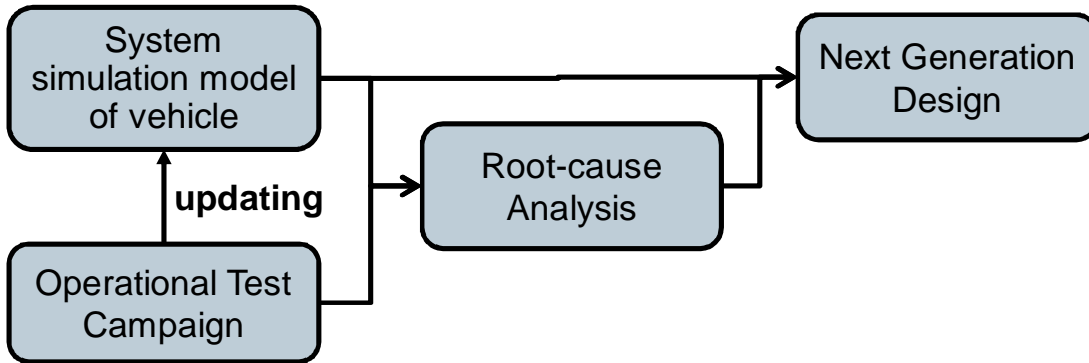 System
simulation model
of vehicle
Next Generation
Design
Root-cause
Analysis
updating
Operational Test
Campaign